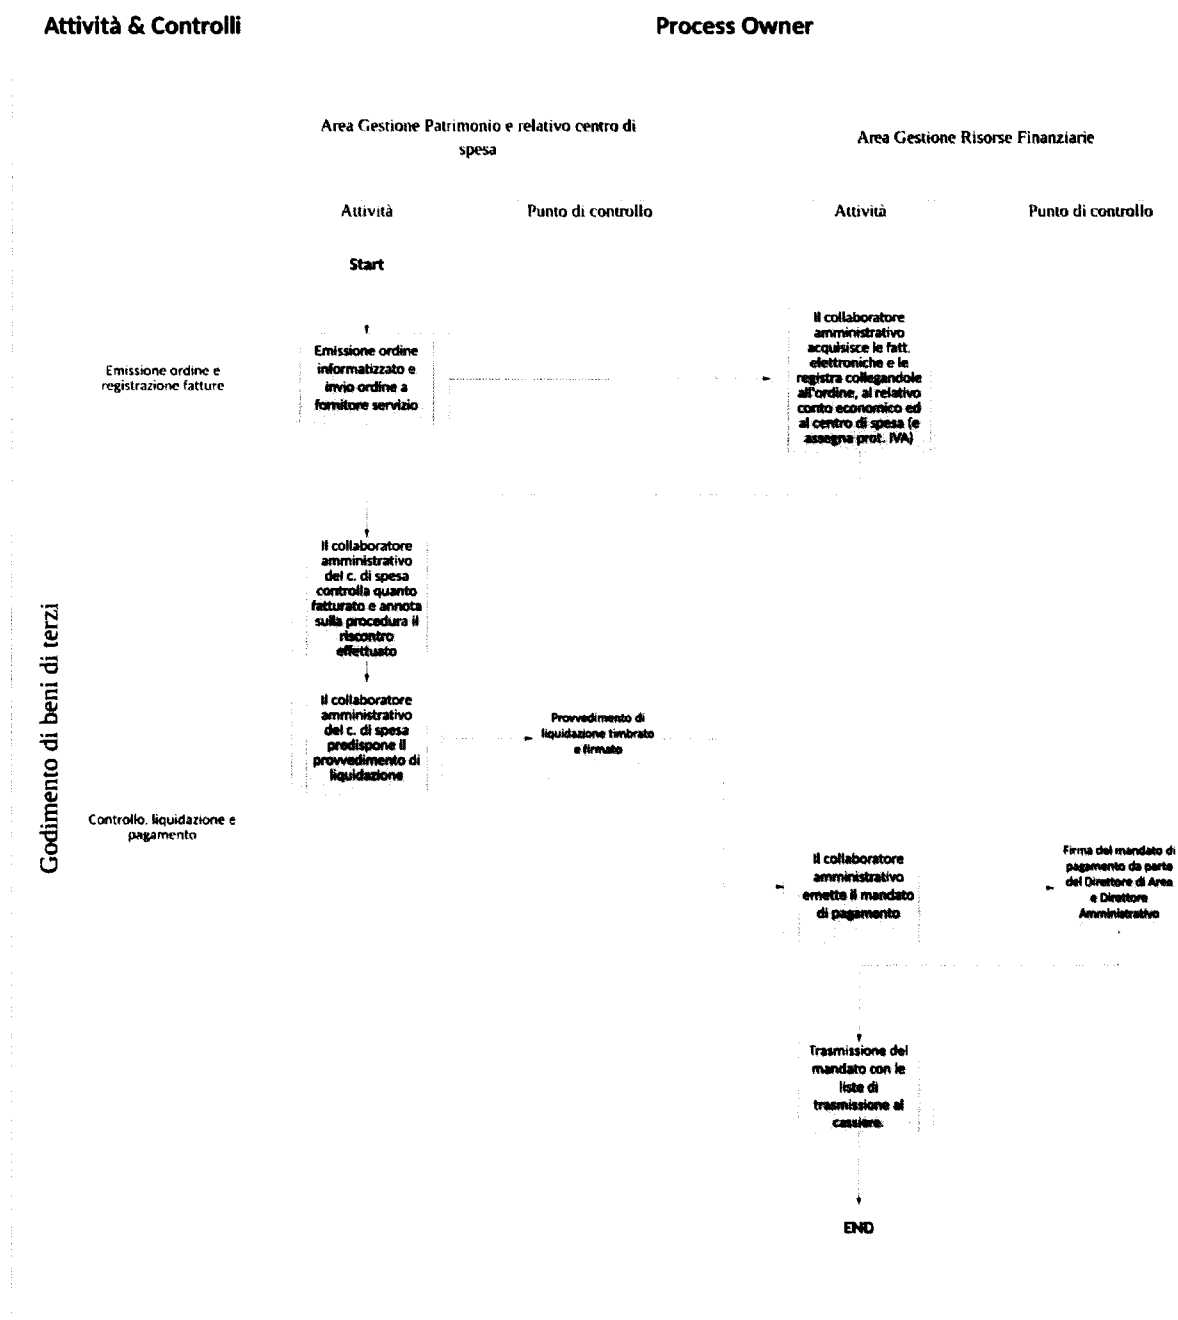 Attività & Controlli
Process Owner
Area Gestione Patrimonio e relativo centro di
spesa
Area Gestione Risorse Finanziarie
Attività
Punto di controllo
Attività
Punto di controllo
Start
Emissione ordine e
registrazione fatture
Emissione ordine
informatizzato e
invio ordine a
fornitore servizio
Il collaboratore
amministrativo
acquisisce le fatt.
elettroniche e le
registra collegandole
all'ordine, al relativo
conto economico ed
al centro di spesa (e
assegna prot. IVA)
Godimento di beni di terzi
Il collaboratore
amministrativo
del c. di spesa
controlla quanto
fatturato e annota
sulla procedura il
riscontro
effettuato
Il collaboratore
amministrativo
del c. di spesa
predispone il
provvedimento di
liquidazione
Provvedimento di
liquidazione timbrato
e firmato
Controllo, liquidazione e
pagamento
Il collaboratore
amministrativo
emette il mandato
di pagamento
Firma del mandato di
pagamento da parte
del Direttore di Area
e Direttore
Amministrativo
Trasmissione del
mandato con le
liste di
trasmissione al
cassiere.
END